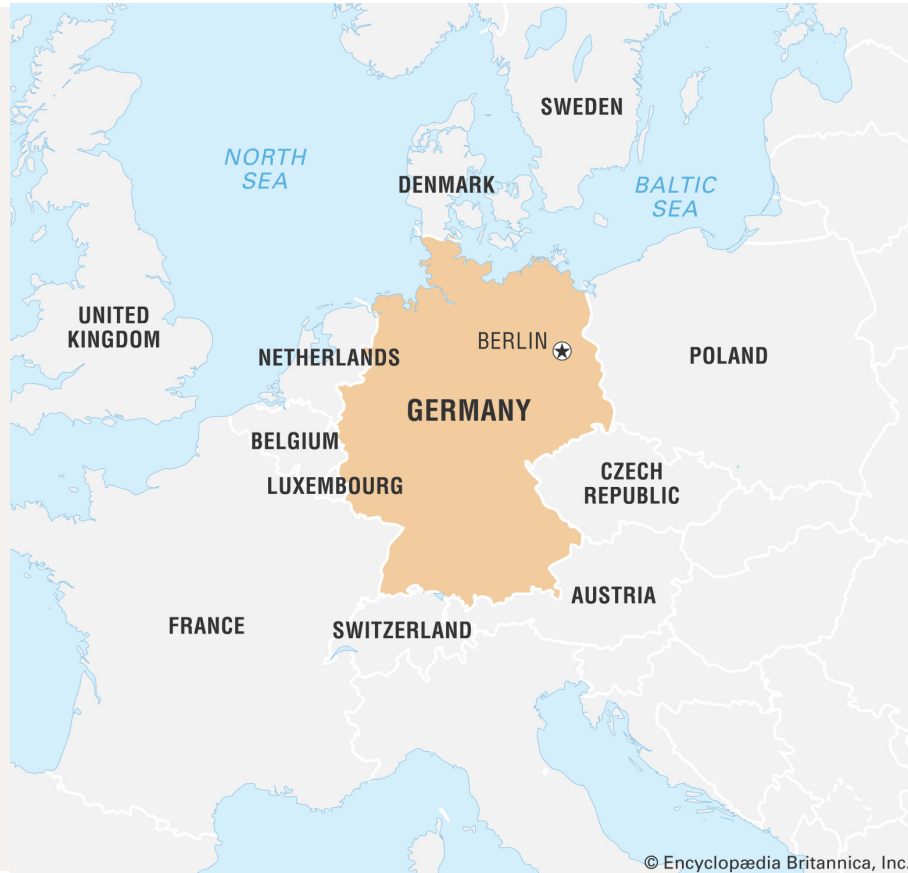 SWEDEN
NORTH
SEA
DENMARK
BALTIC
SEA
UNITED
KINGDOM
NETHERLANDS
BERLIN
POLAND
GERMANY
BELGIUM
CZECH
REPUBLIC
LUXEMBOURG
AUSTRIA
FRANCE
SWITZERLAND
© Encyclopædia Britannica, Inc.